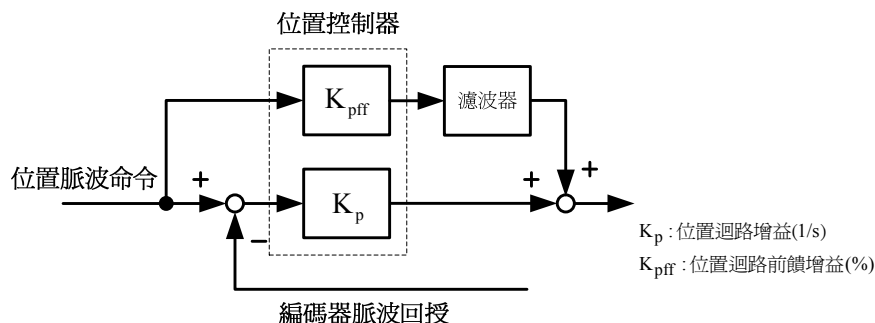 位置控制器
Kpff
濾波器
位置脈波命令
+
+
+
Kp
−
Kp : 位置迴路增益(1/s)
Kpff : 位置迴路前饋增益(%)
編碼器脈波回授